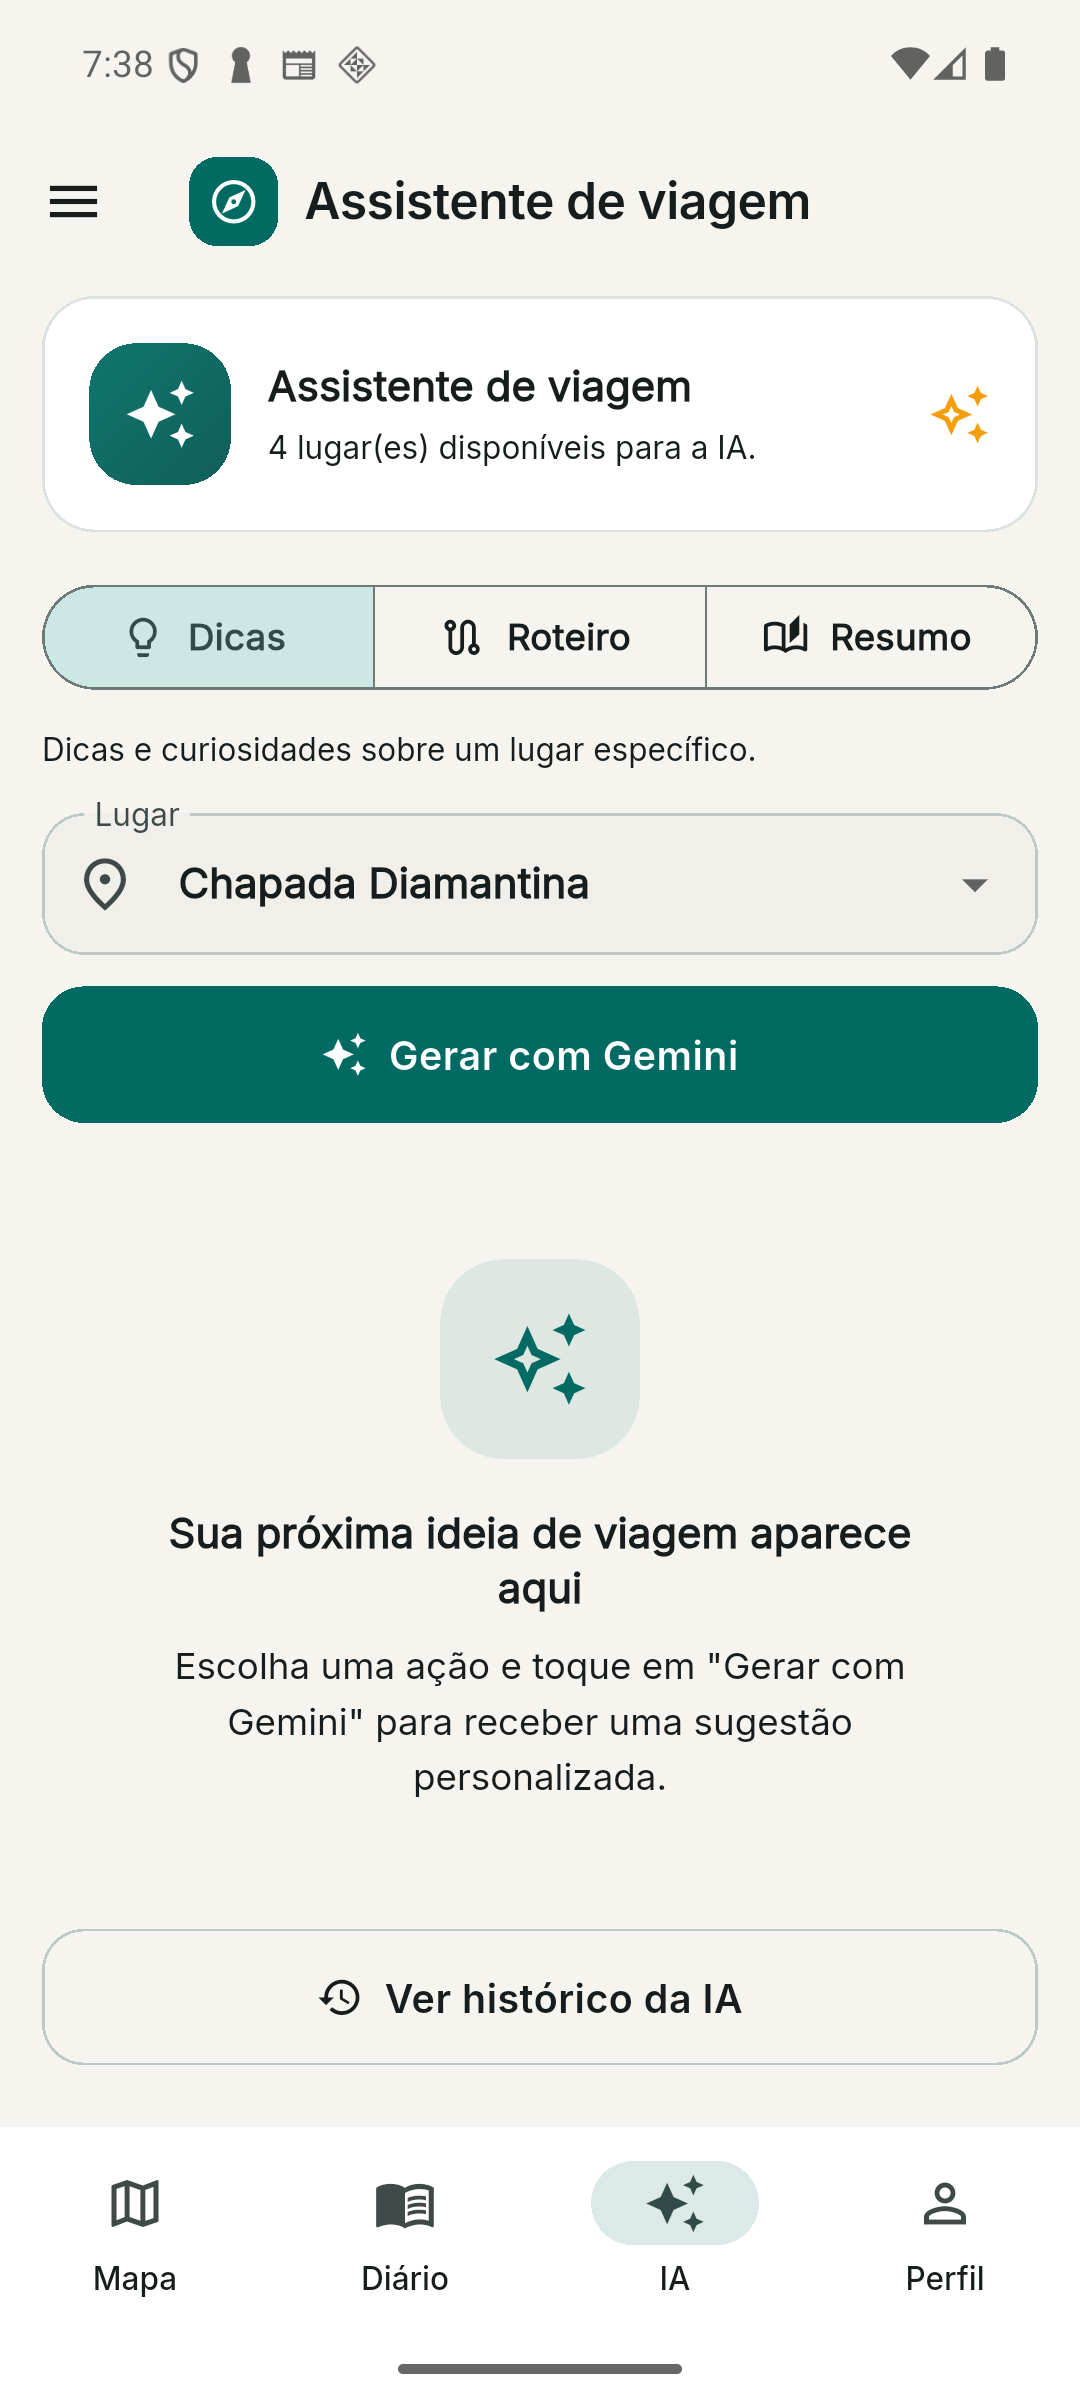 7:38
Assistente de viagem
Assistente de viagem
4 lugar(es) disponíveis para a IA.
Dicas
Roteiro
Resumo
Dicas e curiosidades sobre um lugar específico.
Lugar
Chapada Diamantina
Gerar com Gemini
Sua próxima ideia de viagem aparece
aqui
Escolha uma ação e toque em "Gerar com
Gemini" para receber uma sugestão
personalizada.
Ver histórico da IA
Mapa
Diário
IA
Perfil